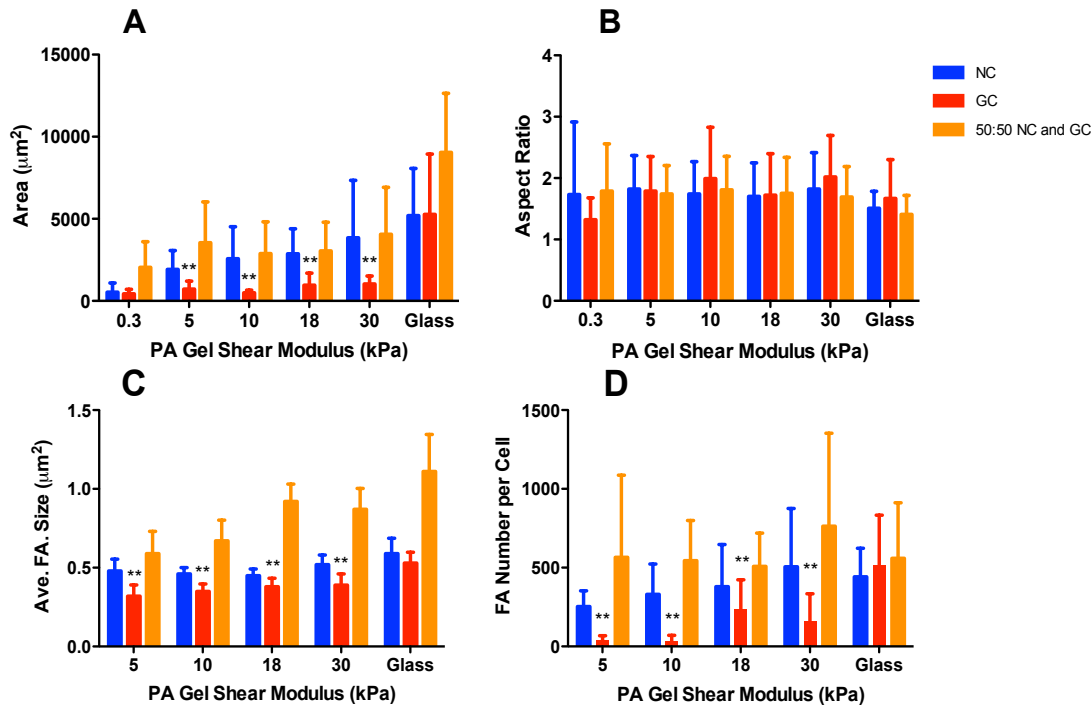 A
15000
10000
5000
0
Area (μm²)
**
**
**
**
0.3 5 10 18 30 Glass
PA Gel Shear Modulus (kPa)
B
4
3
2
1
0
Aspect Ratio
0.3 5 10 18 30 Glass
PA Gel Shear Modulus (kPa)
NC
GC
50:50 NC and GC
C
1.5
1.0
0.5
0.0
Ave. FA. Size (μm²)
**
**
**
**
5 10 18 30 Glass
PA Gel Shear Modulus (kPa)
D
1500
1000
500
0
FA Number per Cell
**
**
**
**
5 10 18 30 Glass
PA Gel Shear Modulus (kPa)